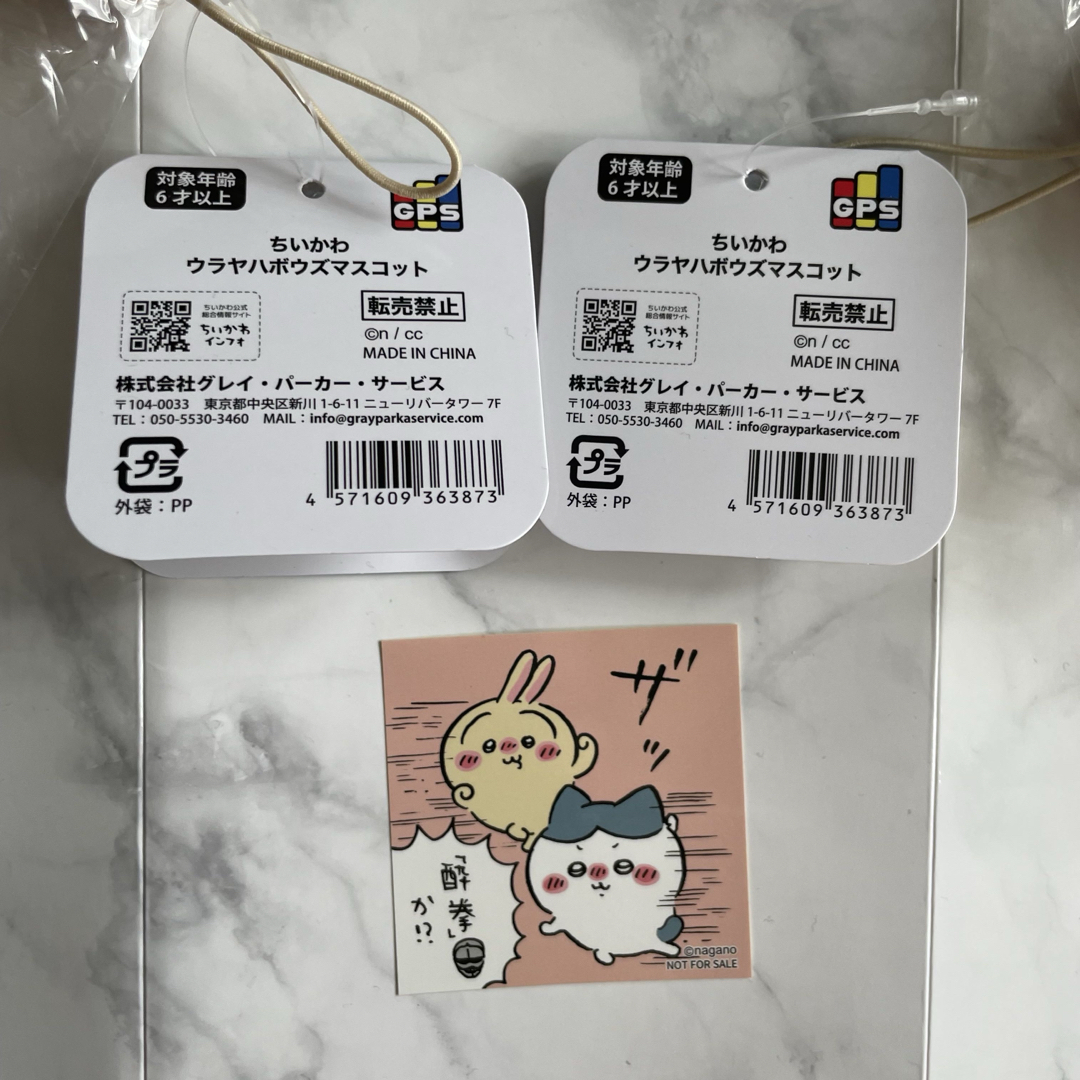 対象年齢
6才以上
GPS
ちいかわ
ウラヤハボウズマスコット
ちいかわ公式
総合情報サイト
ちいかわ
インフォ
転売禁止
©n / cc
MADE IN CHINA
株式会社グレイ・パーカー・サービス
〒104-0033 東京都中央区新川 1-6-11 ニューリバータワー 7F
TEL：050-5530-3460 MAIL：info@grayparkaservice.com
プラ
外袋：PP
4 571609 363873
対象年齢
6才以上
GPS
ちいかわ
ウラヤハボウズマスコット
ちいかわ公式
総合情報サイト
ちいかわ
インフォ
転売禁止
©n / cc
MADE IN CHINA
株式会社グレイ・パーカー・サービス
〒104-0033 東京都中央区新川 1-6-11 ニューリバータワー 7F
TEL：050-5530-3460 MAIL：info@grayparkaservice.com
プラ
外袋：PP
4 571609 363873
ザッ
「酔拳」
か!?
©nagano
NOT FOR SALE